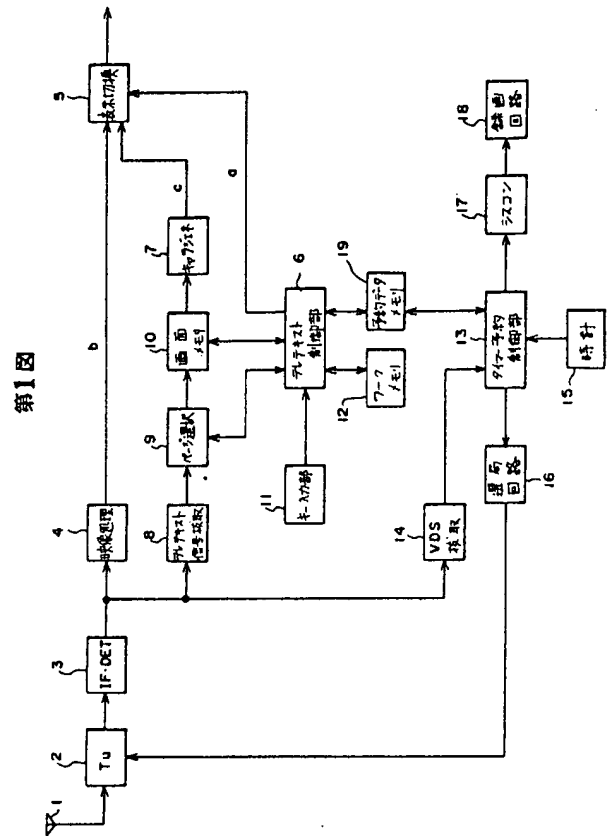 第1図
1
2
Tu
3
IF·DET
4
映像処理
b
5
表示切換
8
テレテキスト
信号抜取
9
ページ選択
10
画面
メモリ
7
キャラジェネ
c
a
11
キー入力部
6
テレテキスト
制御部
12
ワーク
メモリ
19
予約データ
メモリ
14
VDS
抜取
13
タイマー予約
制御部
15
時計
16
選局
回路
17
シスコン
18
録画
回路